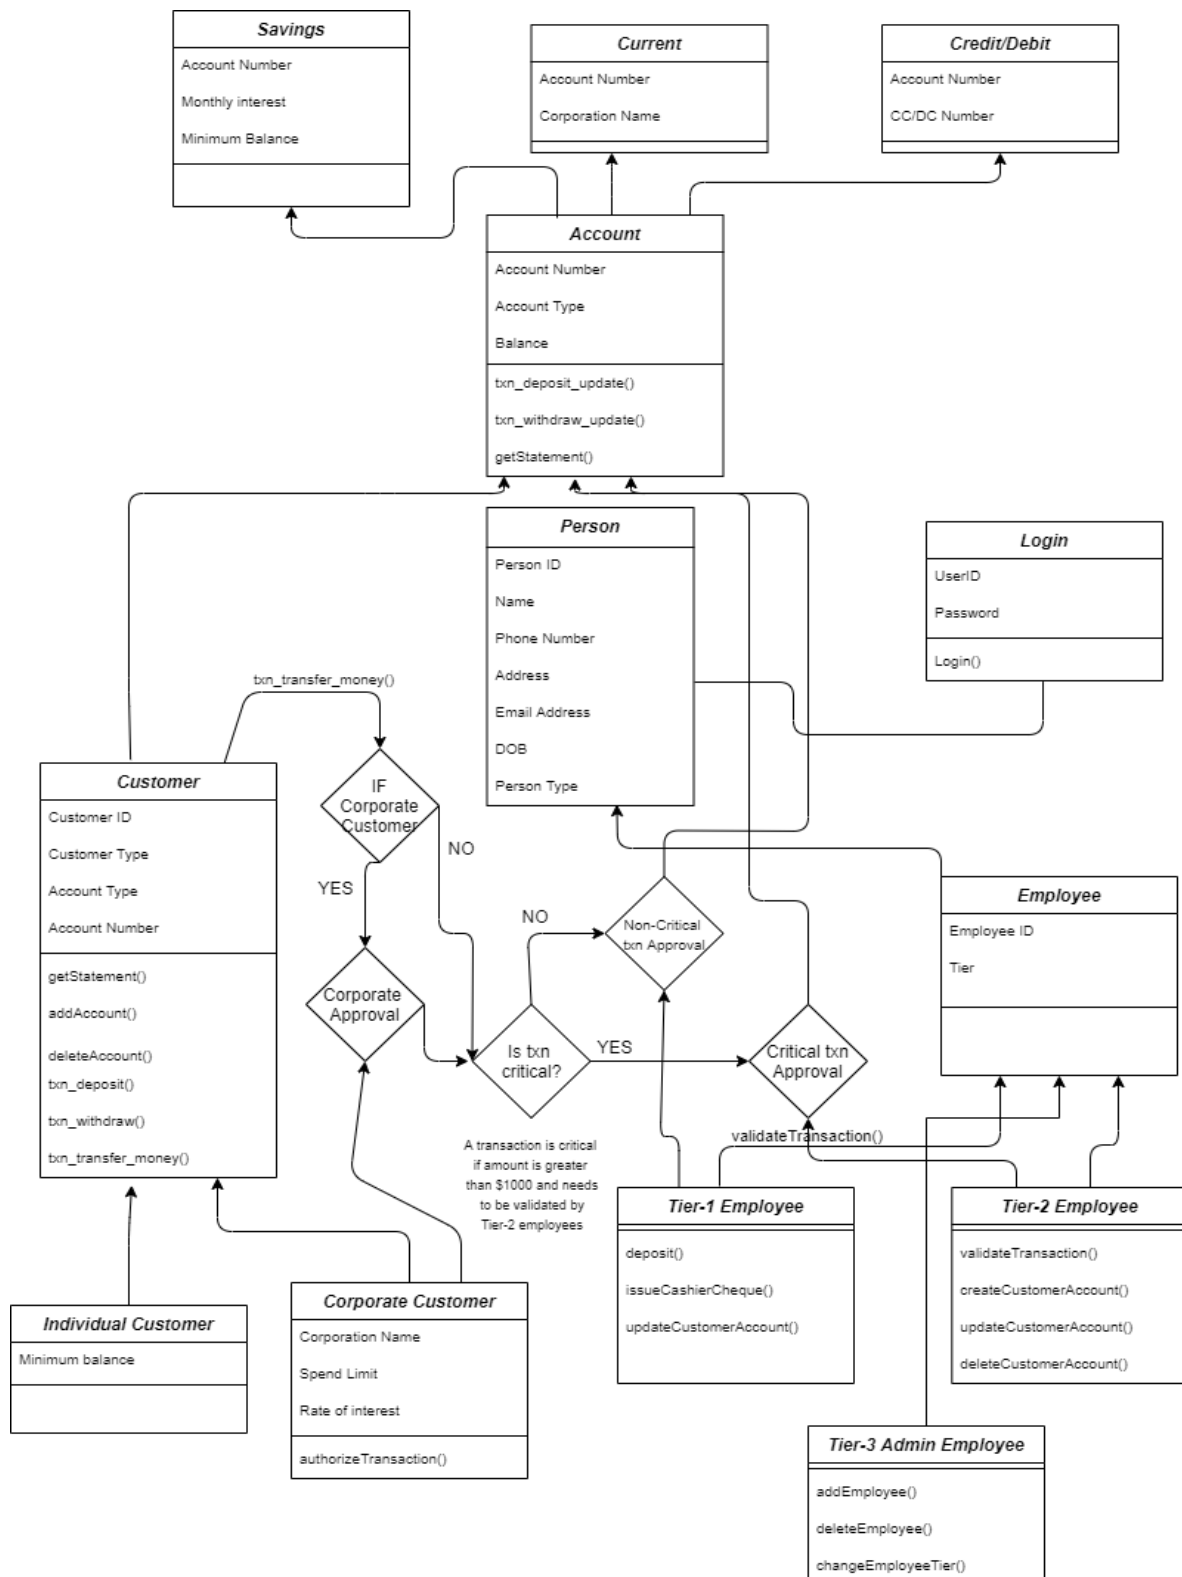 Savings
Account Number
Monthly interest
Minimum Balance
Current
Account Number
Corporation Name
Credit/Debit
Account Number
CC/DC Number
Account
Account Number
Account Type
Balance
txn_deposit_update()
txn_withdraw_update()
getStatement()
Person
Person ID
Name
Phone Number
Address
Email Address
DOB
Person Type
Login
UserID
Password
Login()
txn_transfer_money()
Customer
Customer ID
Customer Type
Account Type
Account Number
getStatement()
addAccount()
deleteAccount()
txn_deposit()
txn_withdraw()
txn_transfer_money()
IF
Corporate
Customer
NO
YES
Corporate
Approval
NO
Non-Critical
txn Approval
Is txn
critical?
YES
Critical txn
Approval
Employee
Employee ID
Tier
A transaction is critical
if amount is greater
than $1000 and needs
to be validated by
Tier-2 employees
validateTransaction()
Tier-1 Employee
deposit()
issueCashierCheque()
updateCustomerAccount()
Tier-2 Employee
validateTransaction()
createCustomerAccount()
updateCustomerAccount()
deleteCustomerAccount()
Individual Customer
Minimum balance
Corporate Customer
Corporation Name
Spend Limit
Rate of interest
authorizeTransaction()
Tier-3 Admin Employee
addEmployee()
deleteEmployee()
changeEmployeeTier()